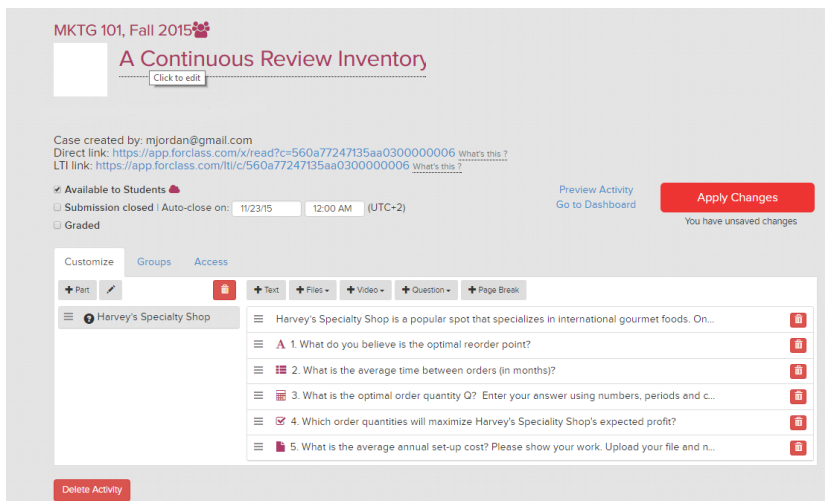 MKTG 101, Fall 2015
A Continuous Review Inventory
Click to edit
Case created by: mjordan@gmail.com
Direct link: https://app.forclass.com/x/read?c=560a77247135aa0300000006 What's this ?
LTI link: https://app.forclass.com/lti/c/560a77247135aa0300000006 What's this ?
Available to Students
Preview Activity
Apply Changes
Submission closed | Auto-close on: 11/23/15 12:00 AM (UTC+2)
Go to Dashboard
Graded
You have unsaved changes
Customize Groups Access
+ Part
+ Text + Files + Video + Question + Page Break
Harvey's Specialty Shop
Harvey's Specialty Shop is a popular spot that specializes in international gourmet foods. On...
A 1. What do you believe is the optimal reorder point?
2. What is the average time between orders (in months)?
3. What is the optimal order quantity Q? Enter your answer using numbers, periods and c...
4. Which order quantities will maximize Harvey's Speciality Shop's expected profit?
5. What is the average annual set-up cost? Please show your work. Upload your file and n...
Delete Activity